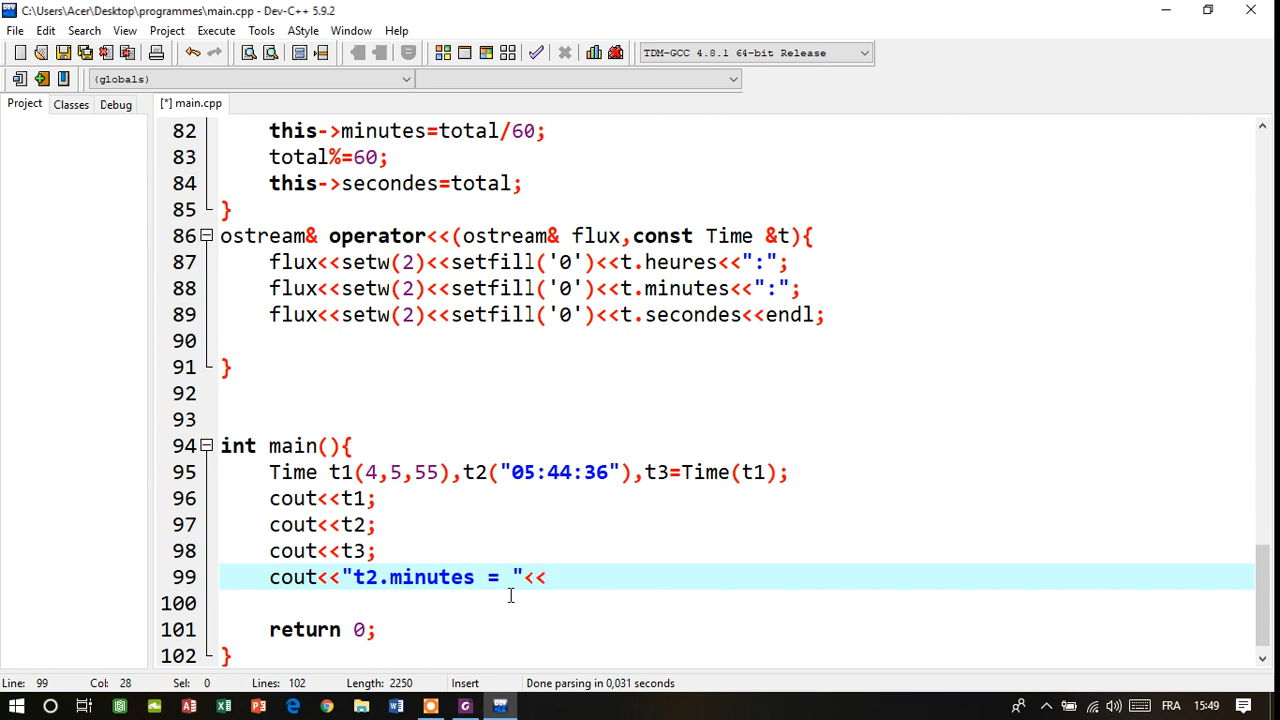 C:\Users\Acer\Desktop\programmes\main.cpp - Dev-C++ 5.9.2
File Edit Search View Project Execute Tools AStyle Window Help
TDM-GCC 4.8.1 64-bit Release
(globals)
Project Classes Debug [*] main.cpp
82 this->minutes=total/60;
83 total%=60;
84 this->secondes=total;
85 }
86 ostream& operator<<(ostream& flux,const Time &t){
87 flux<<setw(2)<<setfill('0')<<t.heures<<":";
88 flux<<setw(2)<<setfill('0')<<t.minutes<<":";
89 flux<<setw(2)<<setfill('0')<<t.secondes<<endl;
90
91 }
92
93
94 int main(){
95 Time t1(4,5,55),t2("05:44:36"),t3=Time(t1);
96 cout<<t1;
97 cout<<t2;
98 cout<<t3;
99 cout<<"t2.minutes = "<<
100
101 return 0;
102 }
Line: 99 Col: 28 Sel: 0 Lines: 102 Length: 2250 Insert Done parsing in 0,031 seconds
FRA 15:49